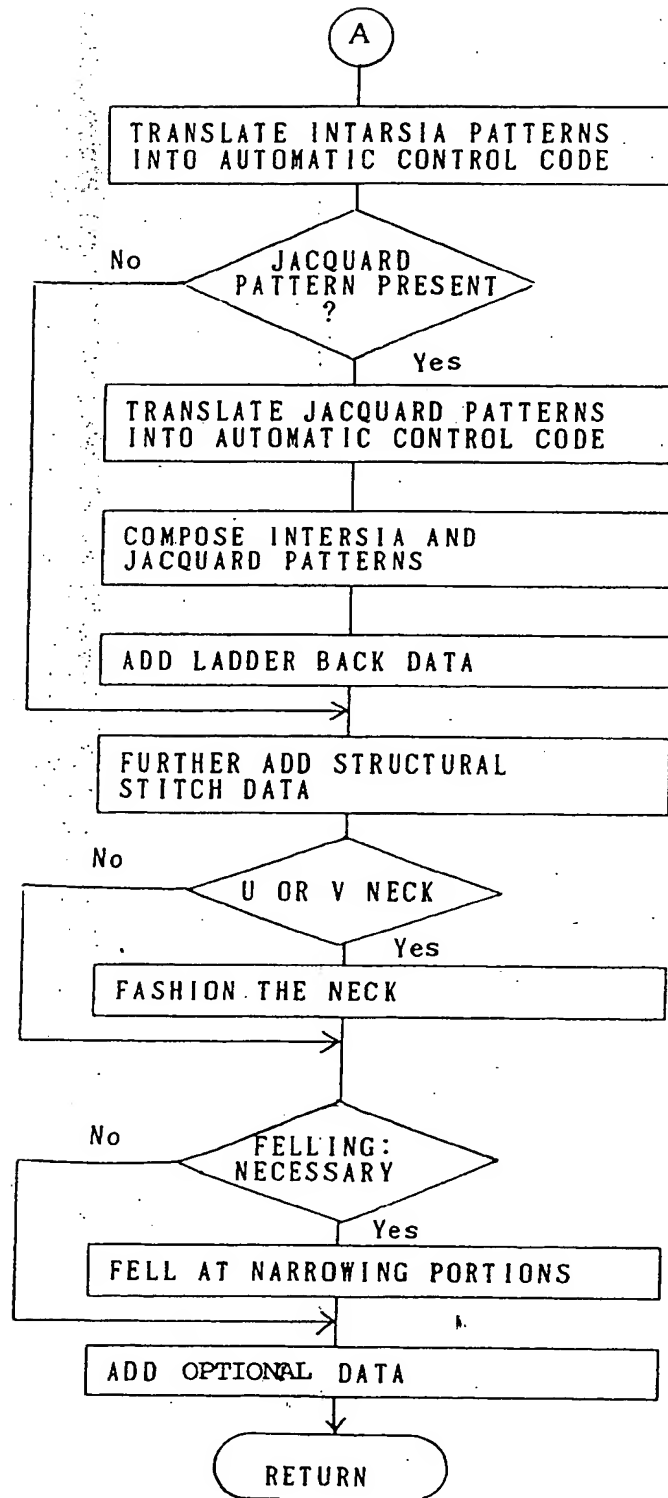 A
TRANSLATE INTARSIA PATTERNS
INTO AUTOMATIC CONTROL CODE
No
JACQUARD
PATTERN PRESENT
?
Yes
TRANSLATE JACQUARD PATTERNS
INTO AUTOMATIC CONTROL CODE
COMPOSE INTERSIA AND
JACQUARD PATTERNS
ADD LADDER BACK DATA
FURTHER ADD STRUCTURAL
STITCH DATA
No
U OR V NECK
Yes
FASHION THE NECK
No
FELLING:
NECESSARY
Yes
FELL AT NARROWING PORTIONS
ADD OPTIONAL DATA
RETURN